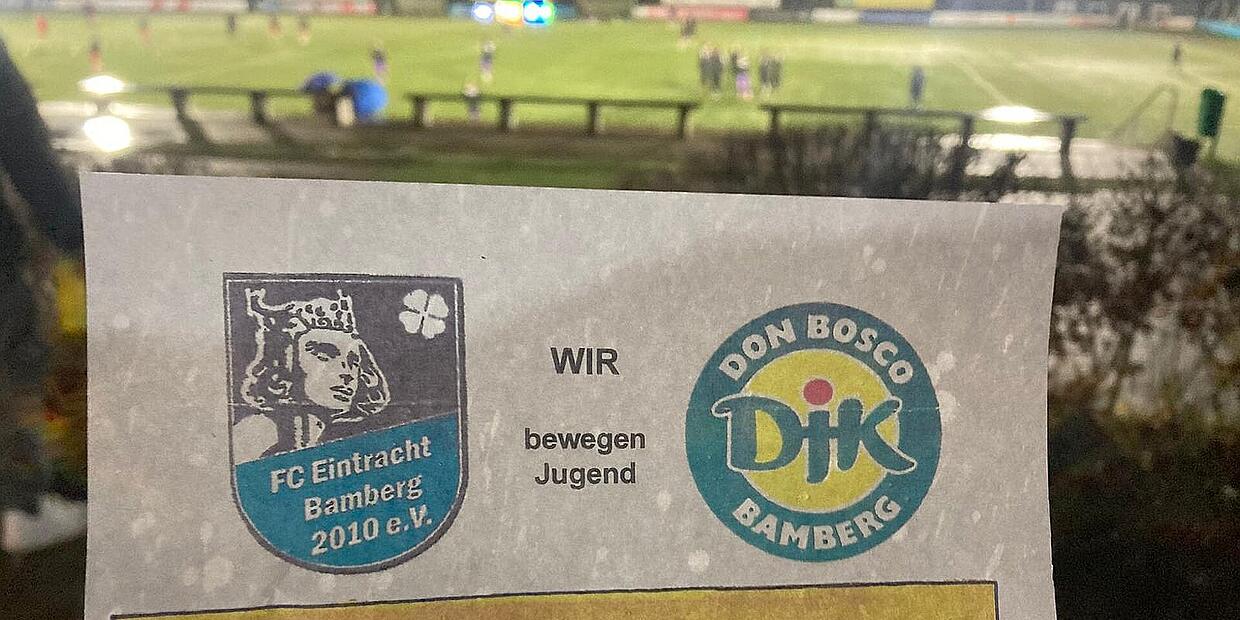 FC Eintracht
Bamberg
2010 e.V.
WIR
bewegen
Jugend
DON BOSCO
DJK
BAMBERG